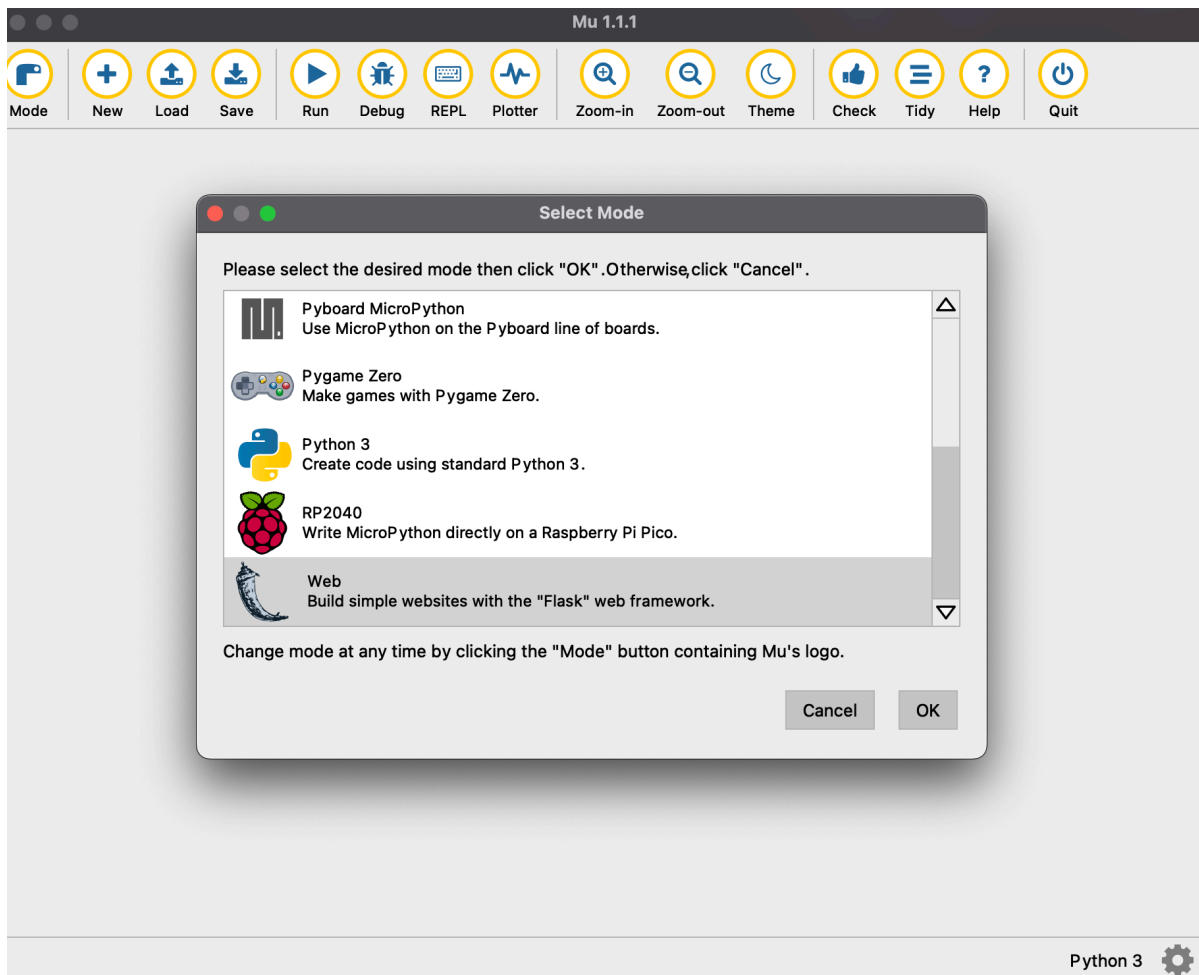 Mu 1.1.1
Mode New Load Save Run Debug REPL Plotter Zoom-in Zoom-out Theme Check Tidy Help Quit
Select Mode
Please select the desired mode then click "OK".Otherwise,click "Cancel".
Pyboard MicroPython
Use MicroPython on the Pyboard line of boards.
Pygame Zero
Make games with Pygame Zero.
Python 3
Create code using standard Python 3.
RP2040
Write MicroPython directly on a Raspberry Pi Pico.
Web
Build simple websites with the "Flask" web framework.
Change mode at any time by clicking the "Mode" button containing Mu's logo.
Cancel OK
Python 3